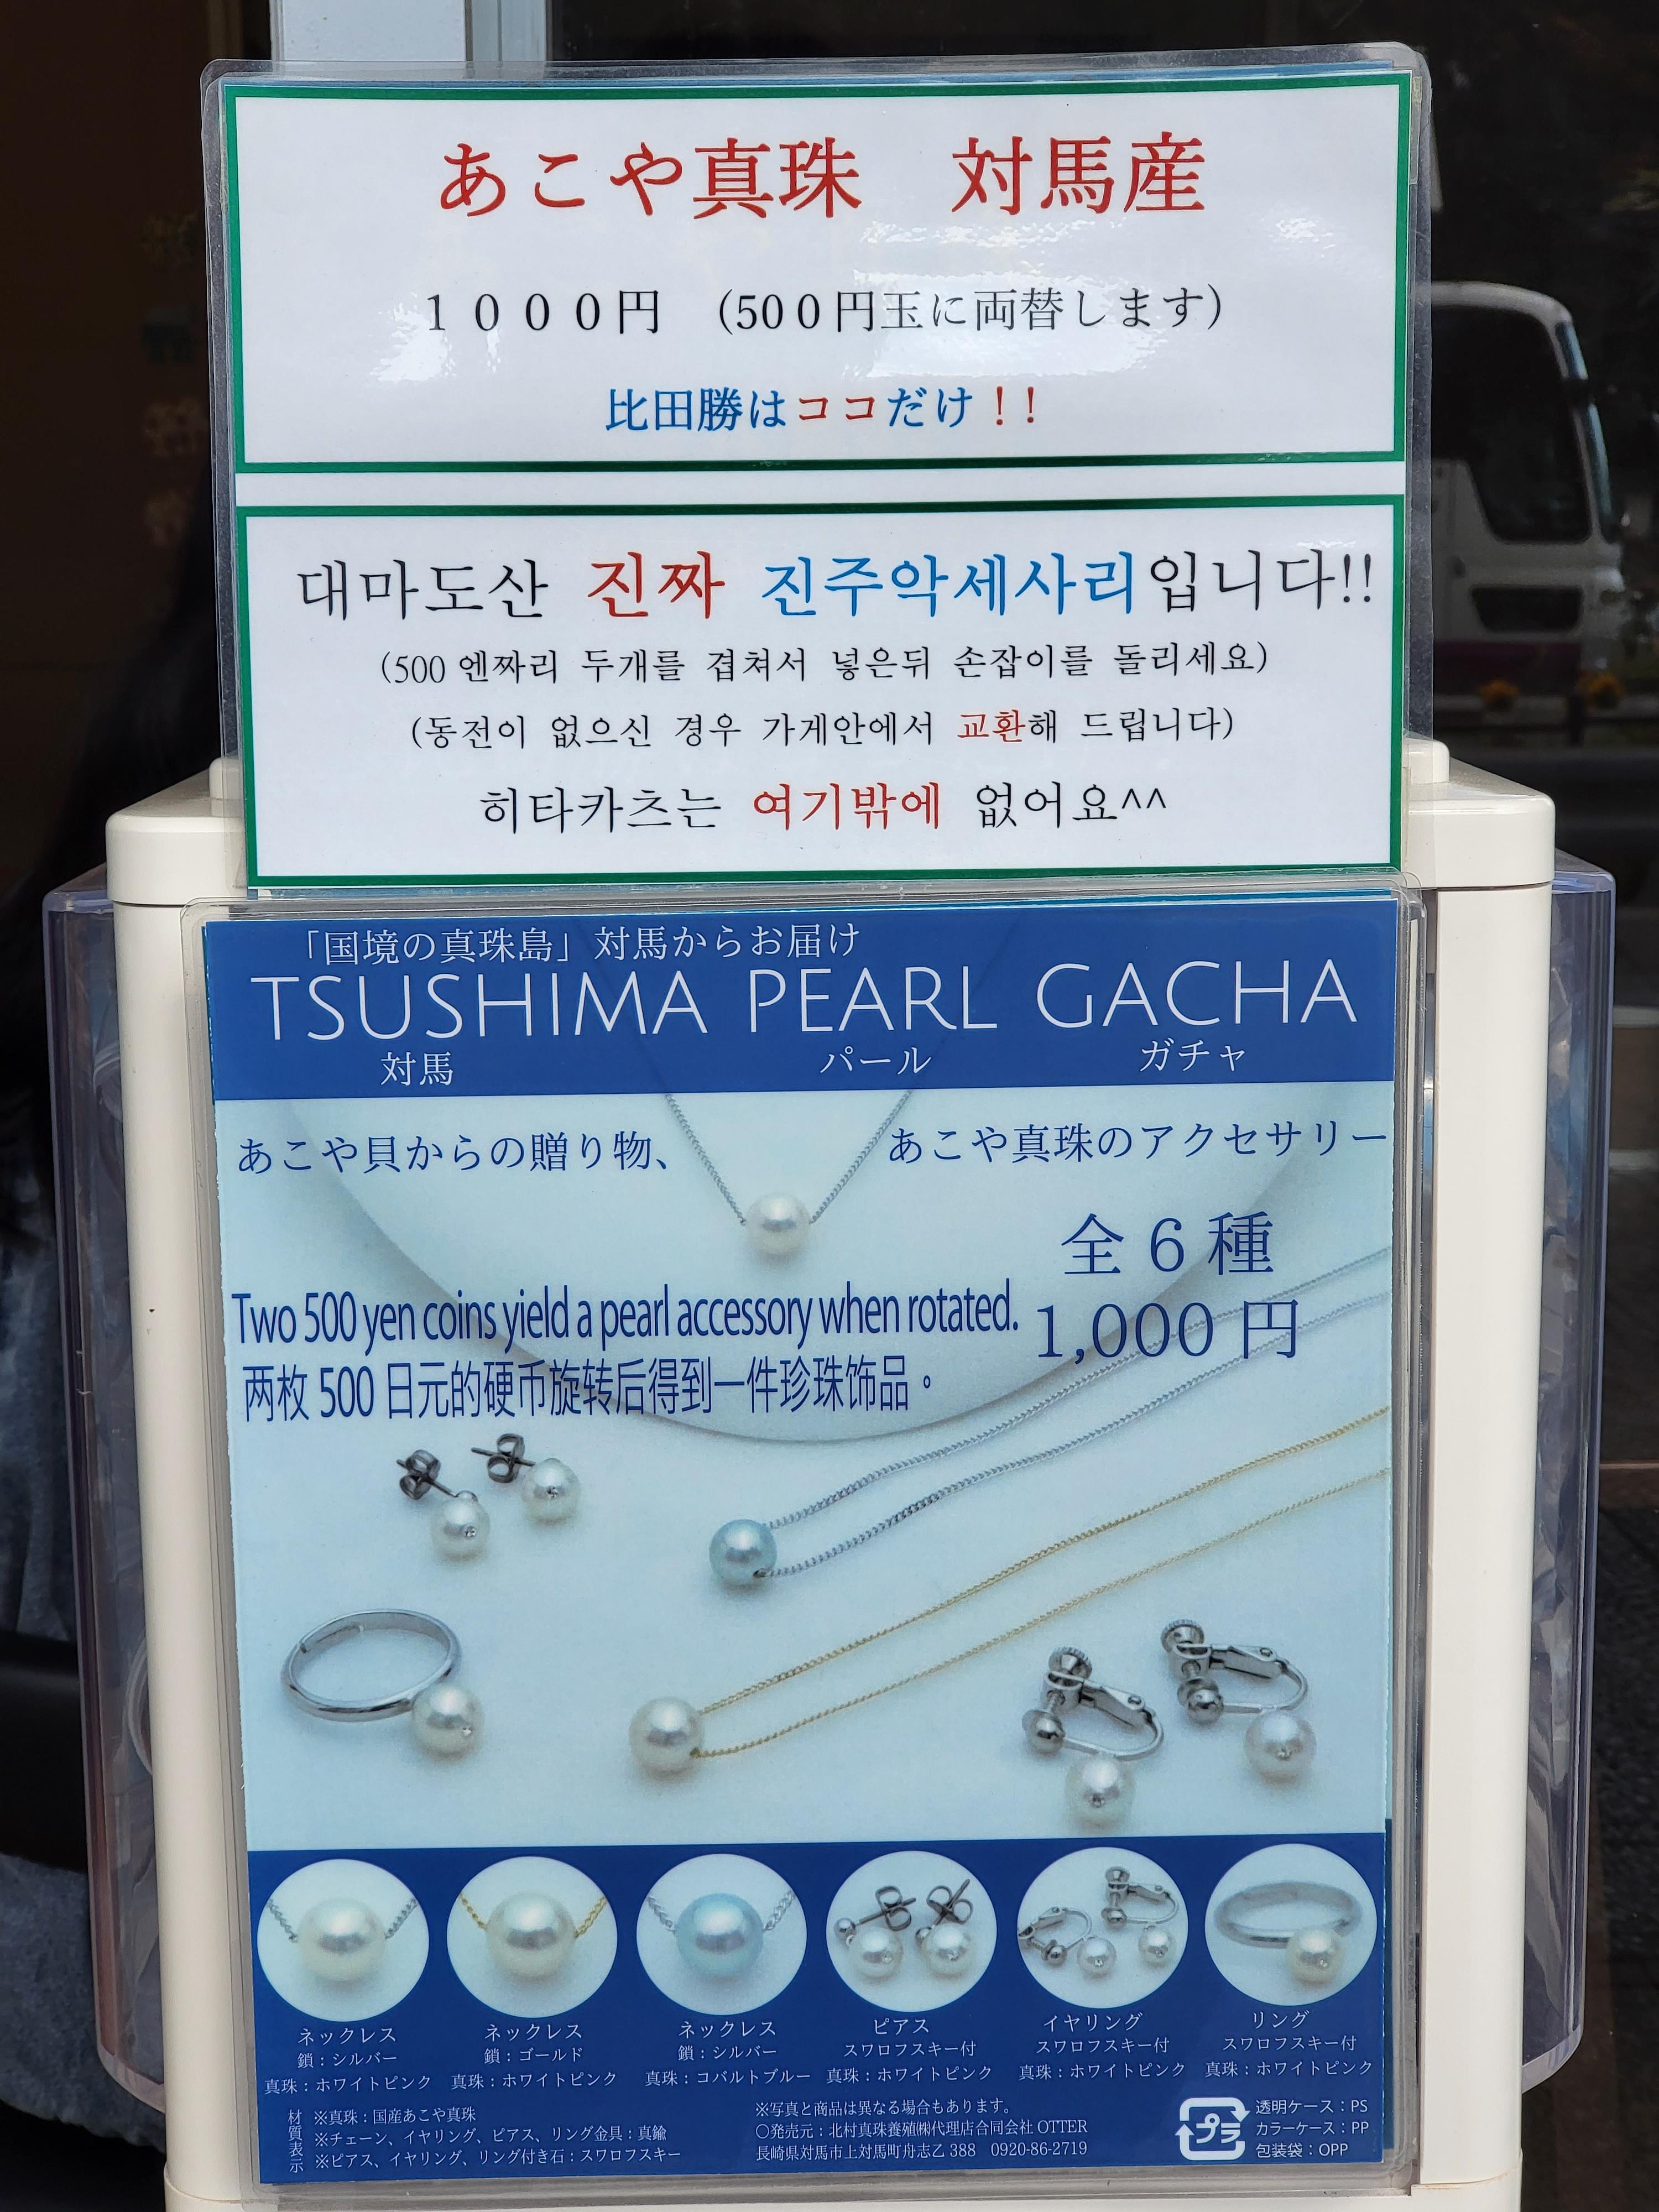 あこや真珠　対馬産
１０００円　（500円玉に両替します）
比田勝はココだけ！！
대마도산 진짜 진주악세사리입니다!!
(500 엔짜리 두개를 겹쳐서 넣은뒤 손잡이를 돌리세요)
(동전이 없으신 경우 가게안에서 교환해 드립니다)
히타카츠는 여기밖에 없어요^^
「国境の真珠島」対馬からお届け
TSUSHIMA PEARL GACHA
対馬 パール ガチャ
あこや貝からの贈り物、 あこや真珠のアクセサリー
全6種
1,000円
Two 500 yen coins yield a pearl accessory when rotated.
两枚 500 日元的硬币旋转后得到一件珍珠饰品。
ネックレス
鎖：シルバー
真珠：ホワイトピンク
ネックレス
鎖：ゴールド
真珠：ホワイトピンク
ネックレス
鎖：シルバー
真珠：コバルトブルー
ピアス
スワロフスキー付
真珠：ホワイトピンク
イヤリング
スワロフスキー付
真珠：ホワイトピンク
リング
スワロフスキー付
真珠：ホワイトピンク
材質表示
※真珠：国産あこや真珠
※チェーン、イヤリング、ピアス、リング金具：真鍮
※ピアス、イヤリング、リング付き石：スワロフスキー
※写真と商品は異なる場合もあります。
○発売元：北村真珠養殖㈱代理店合同会社 OTTER
長崎県対馬市上対馬町舟志乙 388　0920-86-2719
プラ
透明ケース：PS
カラーケース：PP
包装袋：OPP